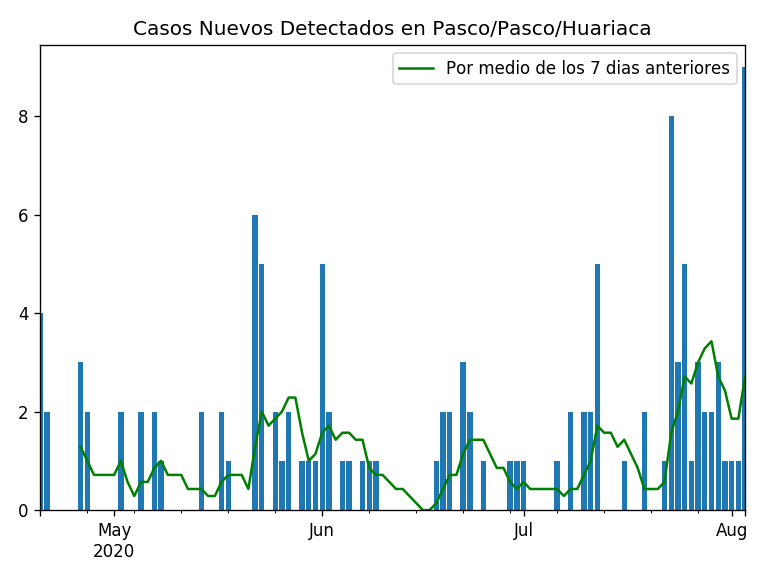 Casos Nuevos Detectados en Pasco/Pasco/Huariaca
Por medio de los 7 dias anteriores
8
6
4
2
0
May Jun Jul Aug
2020